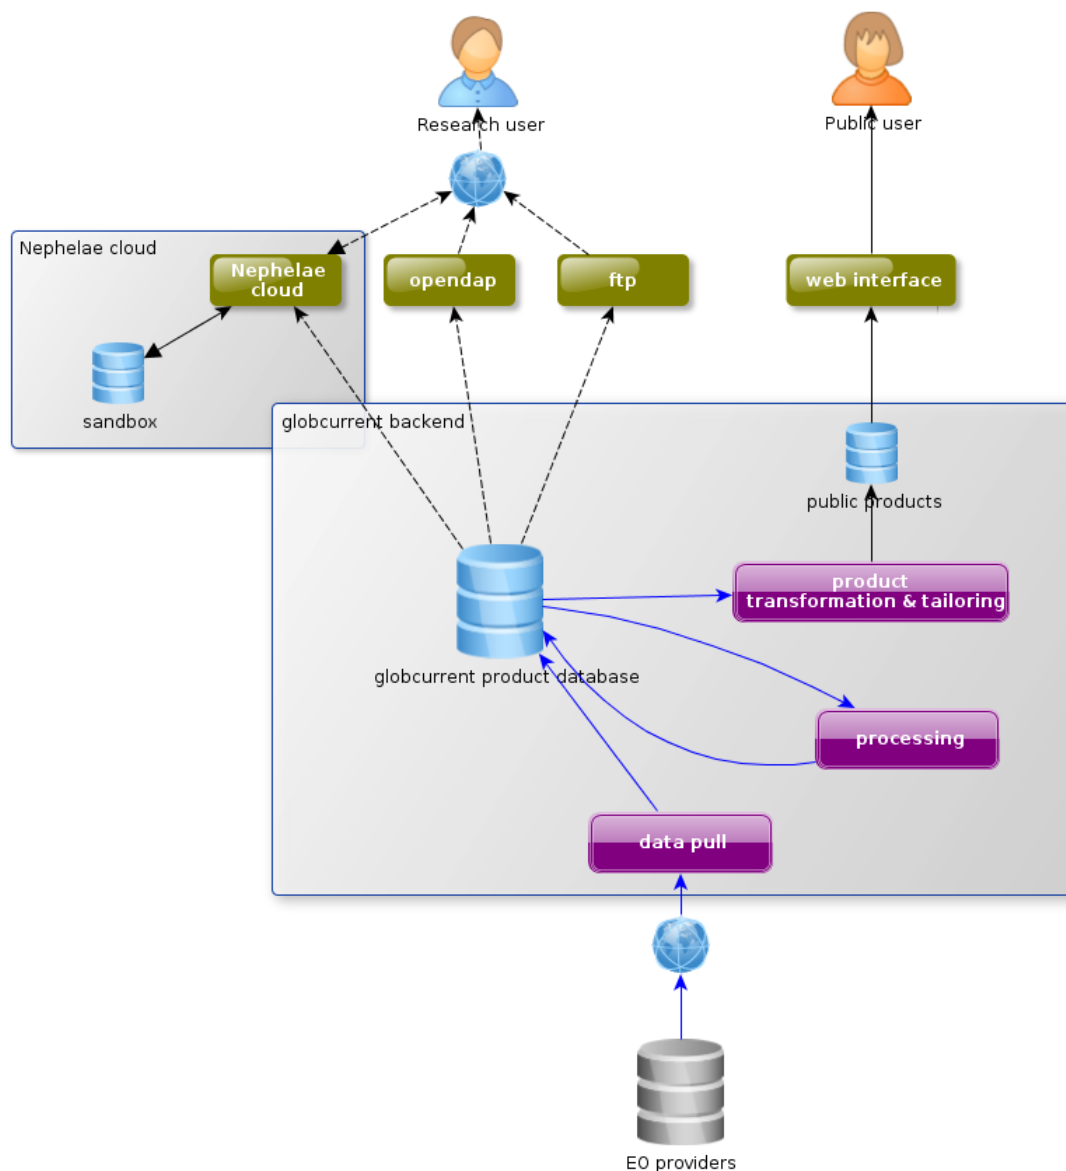 Research user
Public user
Nephelae cloud
Nephelae
cloud
opendap
ftp
web interface
sandbox
globcurrent backend
public products
product
transformation & tailoring
globcurrent product database
processing
data pull
EO providers